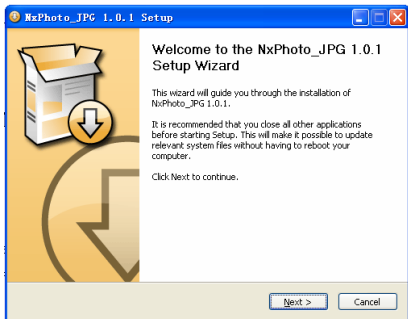 NxPhoto_JPG 1.0.1 Setup
Welcome to the NxPhoto_JPG 1.0.1
Setup Wizard
This wizard will guide you through the installation of
NxPhoto_JPG 1.0.1.
It is recommended that you close all other applications
before starting Setup. This will make it possible to update
relevant system files without having to reboot your
computer.
Click Next to continue.
Next >
Cancel